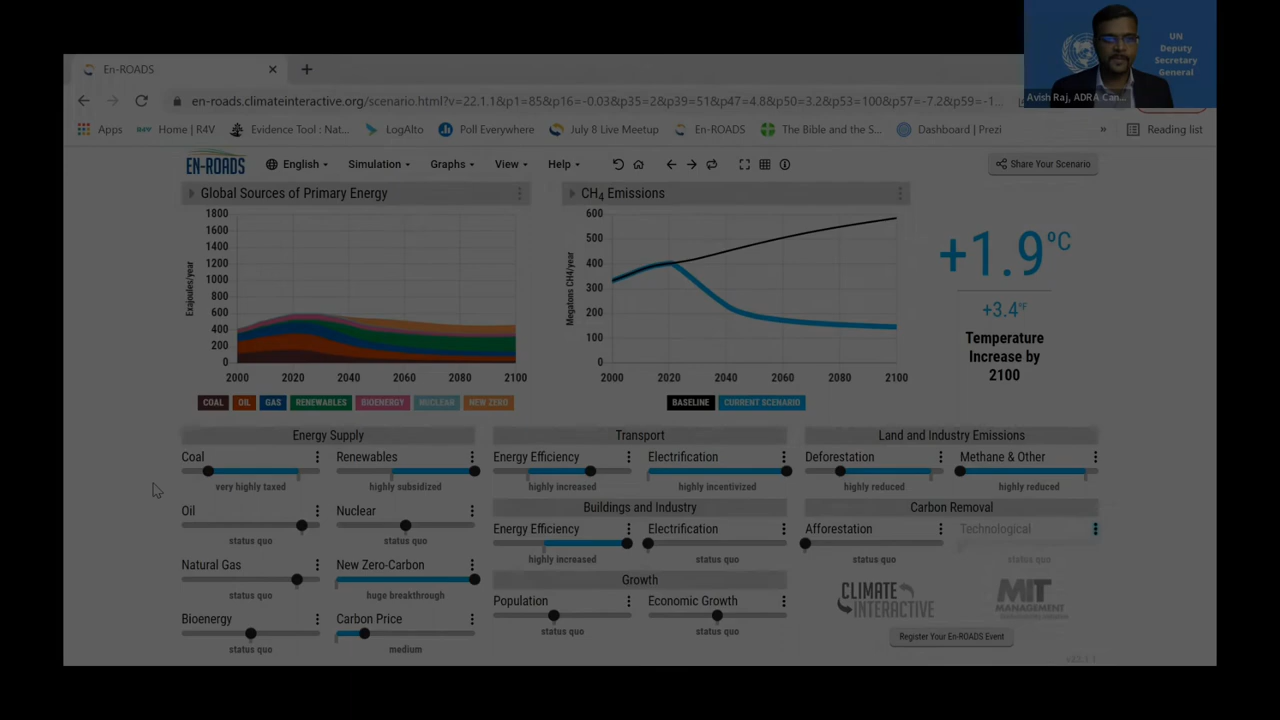 UN
Deputy
Secretary
General
Avish Raj, ADRA Can...
En-ROADS
en-roads.climateinteractive.org/scenario.html?v=22.1.1&p1=85&p16=-0.03&p35=2&p39=51&p47=4.8&p50=3.2&p53=100&p57=-7.2&p59=-1...
Apps R4V Home | R4V Evidence Tool : Nat... LogAlto Poll Everywhere July 8 Live Meetup En-ROADS The Bible and the S... Dashboard | Prezi » Reading list
EN-ROADS English Simulation Graphs View Help Share Your Scenario
Global Sources of Primary Energy
1800
1600
1400
1200
1000
800
600
400
200
0
Exajoules/year
2000 2020 2040 2060 2080 2100
COAL OIL GAS RENEWABLES BIOENERGY NUCLEAR NEW ZERO
CH₄ Emissions
600
500
400
300
200
100
0
Megatons CH4/year
2000 2020 2040 2060 2080 2100
BASELINE CURRENT SCENARIO
+1.9°C
+3.4°F
Temperature
Increase by
2100
Energy Supply
Coal
very highly taxed
Renewables
highly subsidized
Oil
status quo
Nuclear
status quo
Natural Gas
status quo
New Zero-Carbon
huge breakthrough
Bioenergy
status quo
Carbon Price
medium
Transport
Energy Efficiency
highly increased
Electrification
highly incentivized
Buildings and Industry
Energy Efficiency
highly increased
Electrification
status quo
Growth
Population
status quo
Economic Growth
status quo
Land and Industry Emissions
Deforestation
highly reduced
Methane & Other
highly reduced
Carbon Removal
Afforestation
status quo
Technological
status quo
CLIMATE
INTERACTIVE
MIT
MANAGEMENT
Register Your En-ROADS Event
v22.1.1